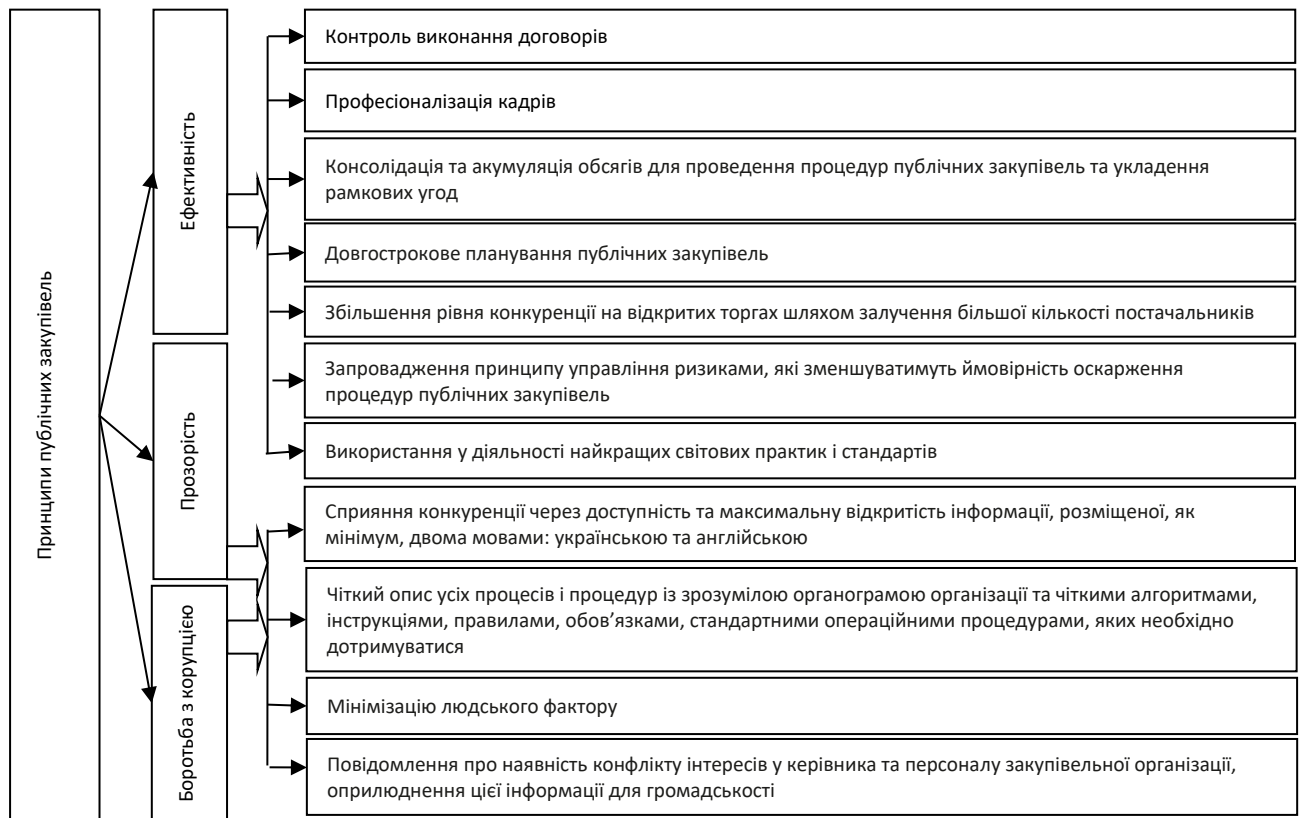 Принципи публічних закупівель
Ефективність
Контроль виконання договорів
Професіоналізація кадрів
Консолідація та акумуляція обсягів для проведення процедур публічних закупівель та укладення
рамкових угод
Довгострокове планування публічних закупівель
Збільшення рівня конкуренції на відкритих торгах шляхом залучення більшої кількості постачальників
Запровадження принципу управління ризиками, які зменшуватимуть ймовірність оскарження
процедур публічних закупівель
Використання у діяльності найкращих світових практик і стандартів
Прозорість
Сприяння конкуренції через доступність та максимальну відкритість інформації, розміщеної, як
мінімум, двома мовами: українською та англійською
Боротьба з корупцією
Чіткий опис усіх процесів і процедур із зрозумілою органограмою організації та чіткими алгоритмами,
інструкціями, правилами, обов’язками, стандартними операційними процедурами, яких необхідно
дотримуватися
Мінімізацію людського фактору
Повідомлення про наявність конфлікту інтересів у керівника та персоналу закупівельної організації,
оприлюднення цієї інформації для громадськості